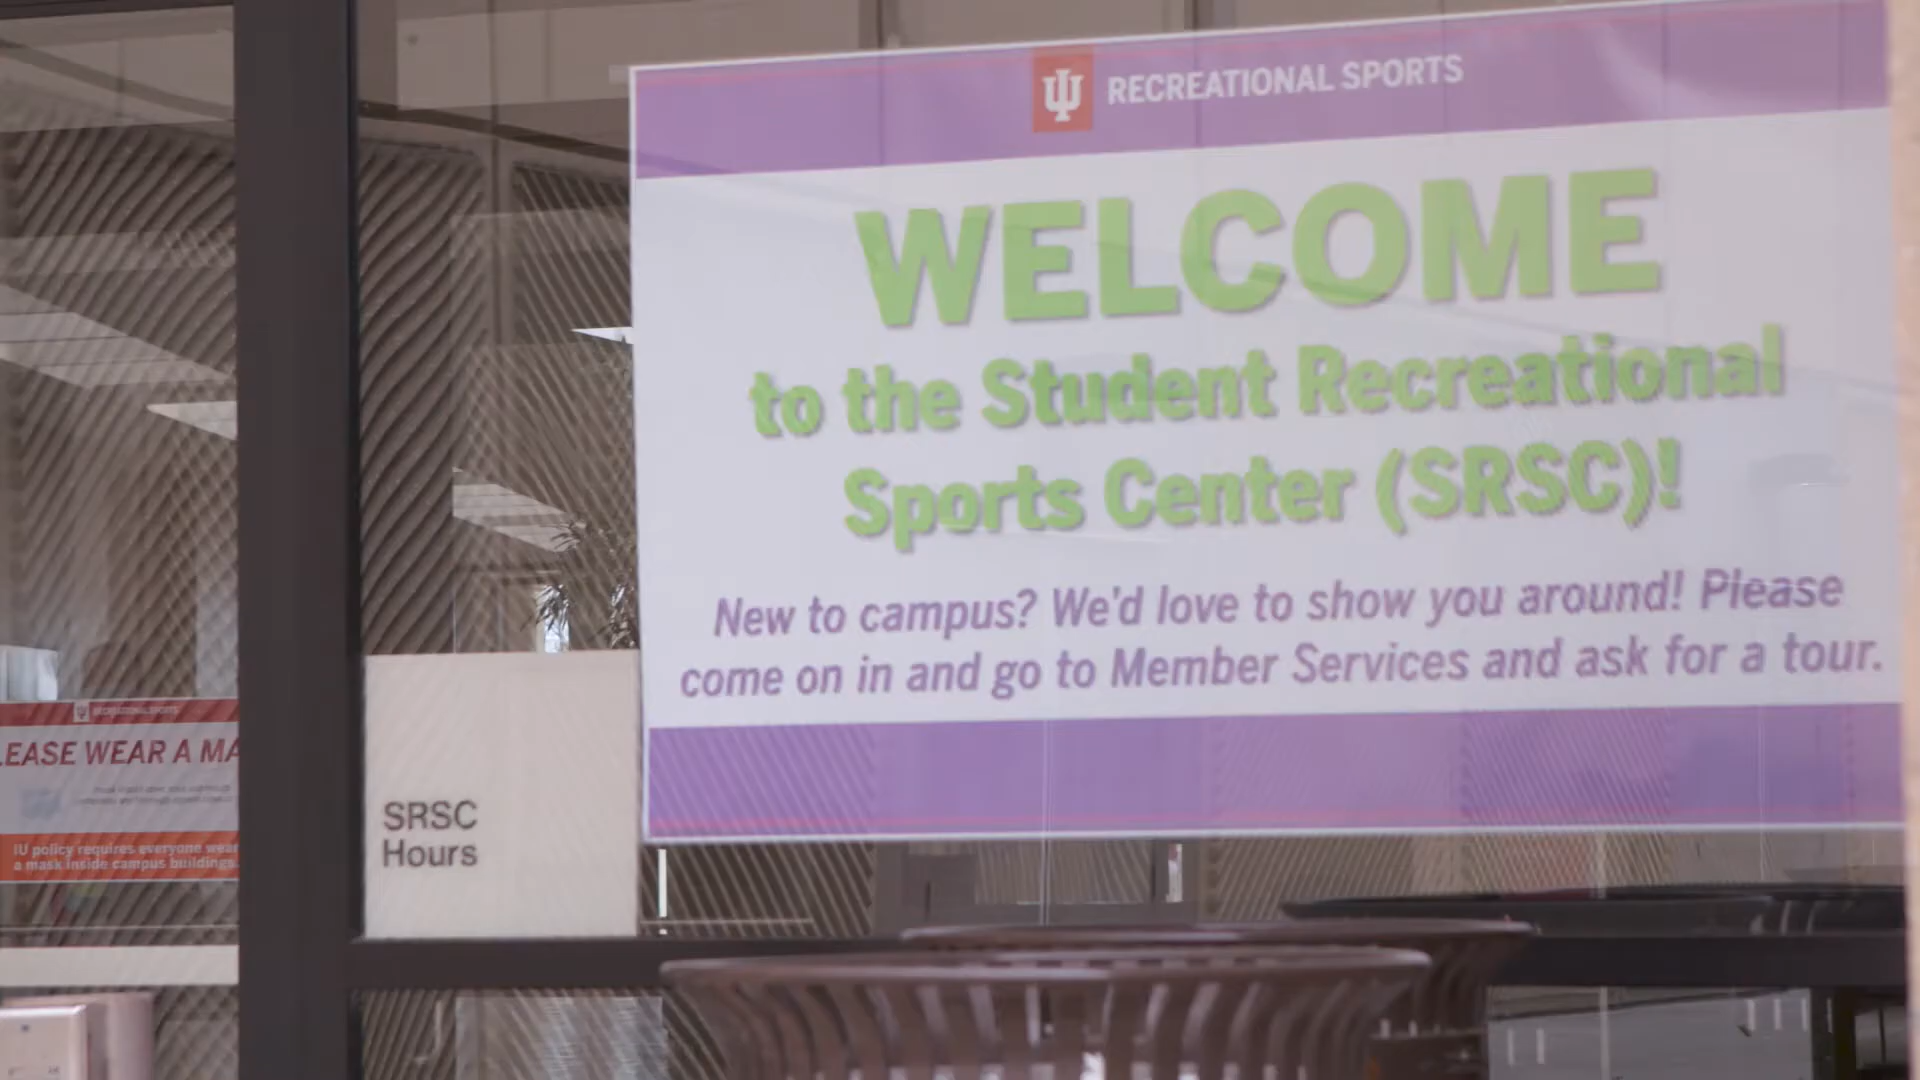 RECREATIONAL SPORTS
WELCOME
to the Student Recreational
Sports Center (SRSC)!
New to campus? We'd love to show you around! Please
come on in and go to Member Services and ask for a tour.
SRSC
Hours
RECREATIONAL SPORTS
LEASE WEAR A MA
IU policy requires everyone wear
a mask inside campus buildings.